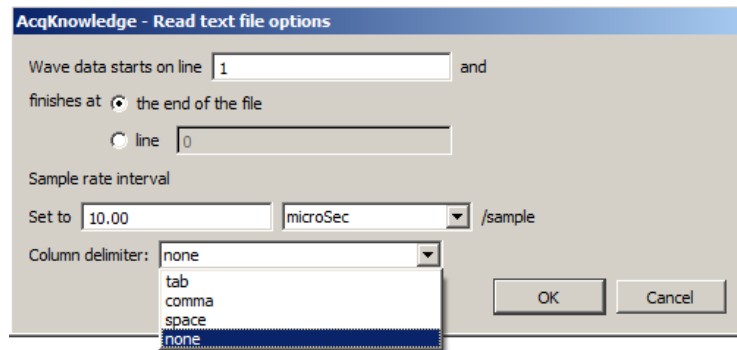 AcqKnowledge - Read text file options
Wave data starts on line 1 and
finishes at the end of the file
line 0
Sample rate interval
Set to 10.00 microSec /sample
Column delimiter: none
tab
comma
space
none
OK Cancel